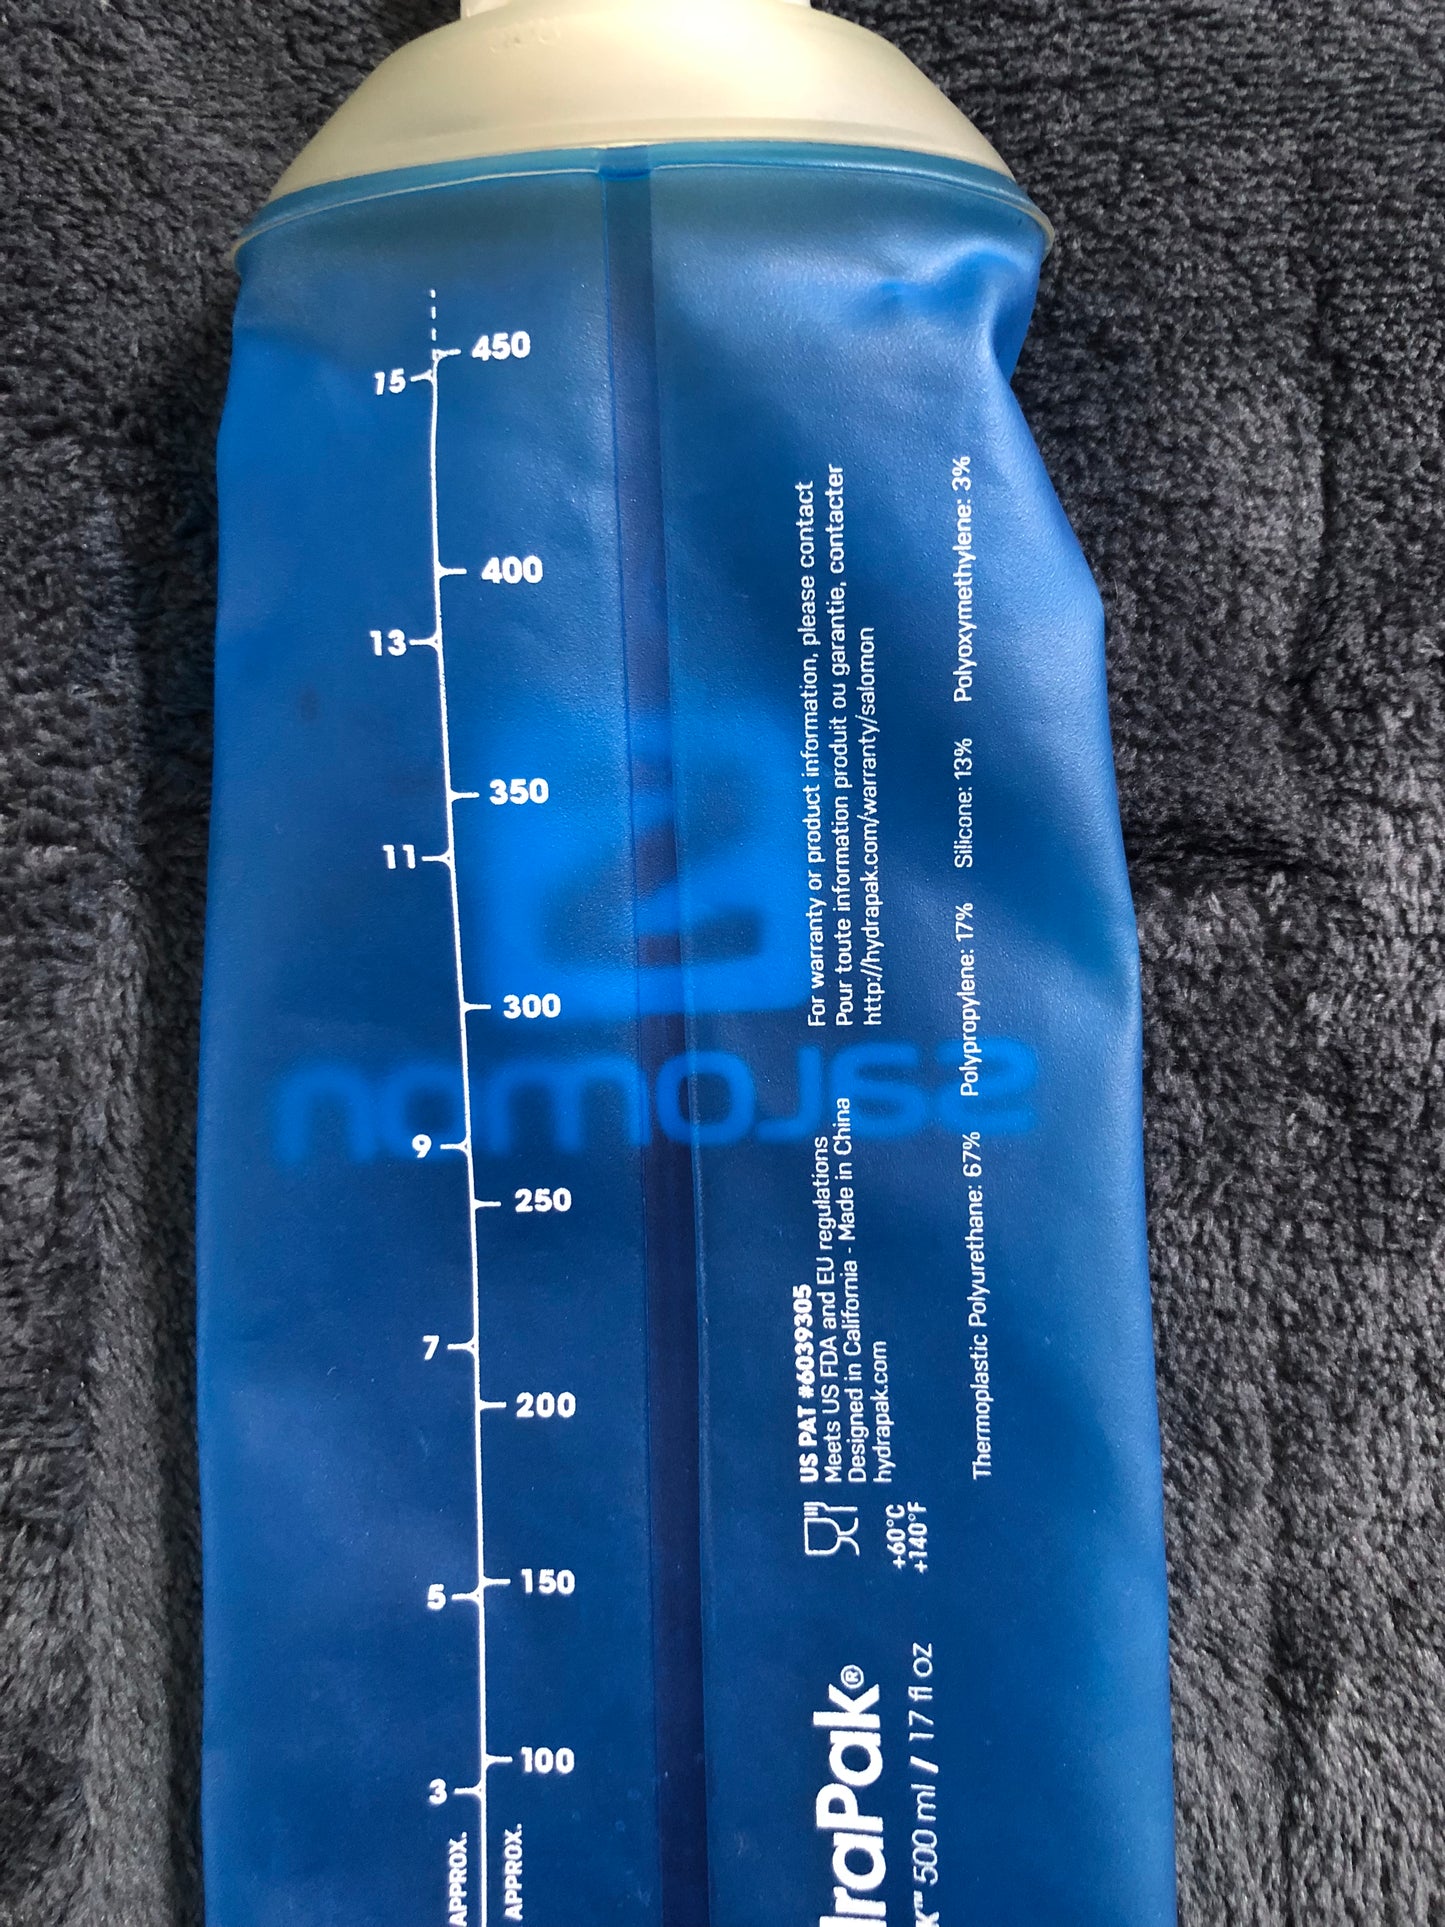 450
15
400
13
350
11
300
9
250
7
200
150
5
100
3
APPROX.
APPROX.
salomon
For warranty or product information, please contact
Pour toute information produit ou garantie, contacter
http://hydrapak.com/warranty/salomon
US PAT #6039305
Meets US FDA and EU regulations
Designed in California - Made in China
hydrapak.com
+60°C
+140°F
Thermoplastic Polyurethane: 67% Polypropylene: 17% Silicone: 13% Polyoxymethylene: 3%
draPak®
K™ 500 ml / 17 fl oz